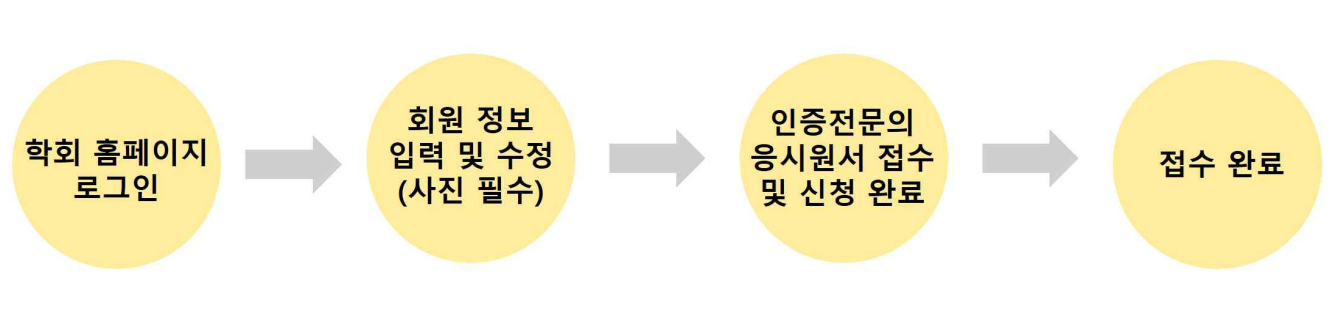 학회 홈페이지
로그인
회원 정보
입력 및 수정
(사진 필수)
인증전문의
응시원서 접수
및 신청 완료
접수 완료